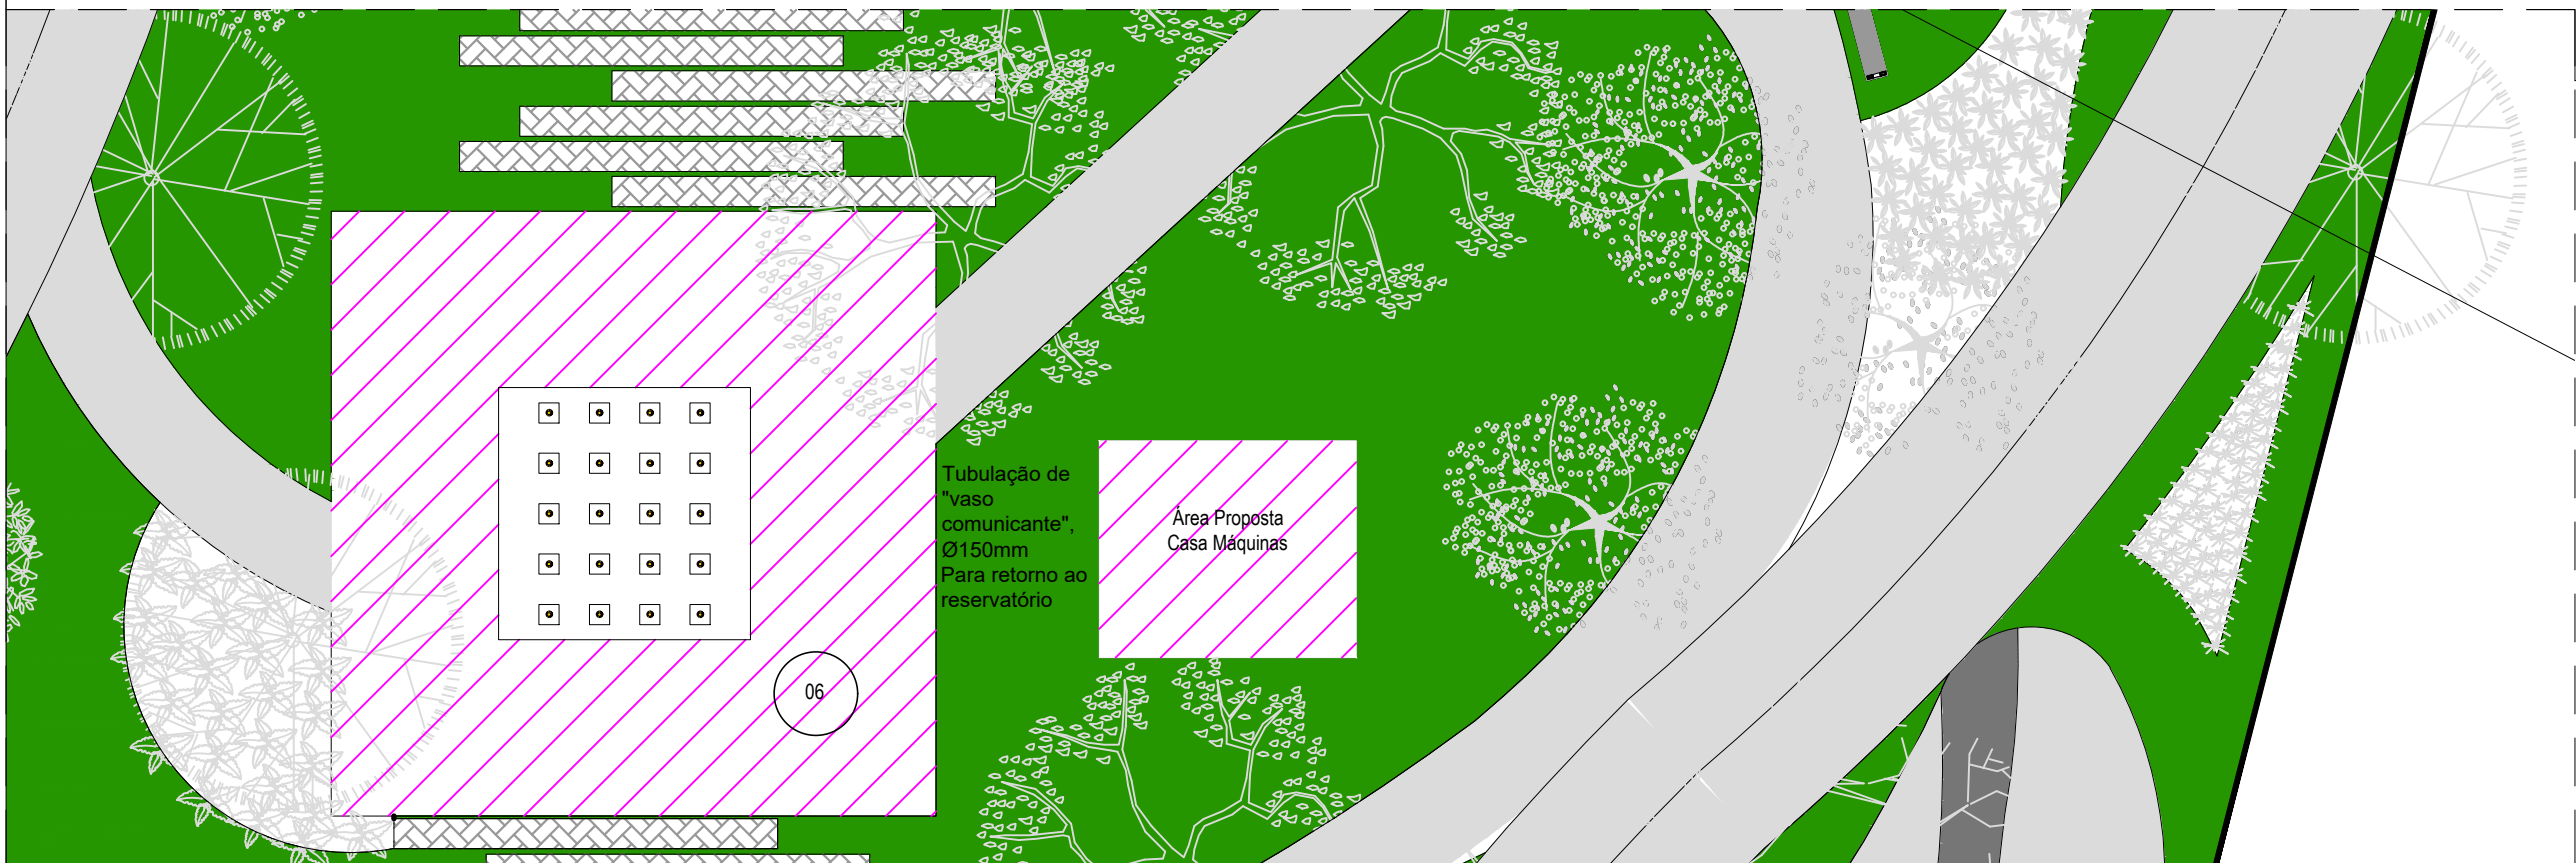 Tubulação de
"vaso
comunicante",
Ø150mm
Para retorno ao
reservatório
Área Proposta
Casa Máquinas
06